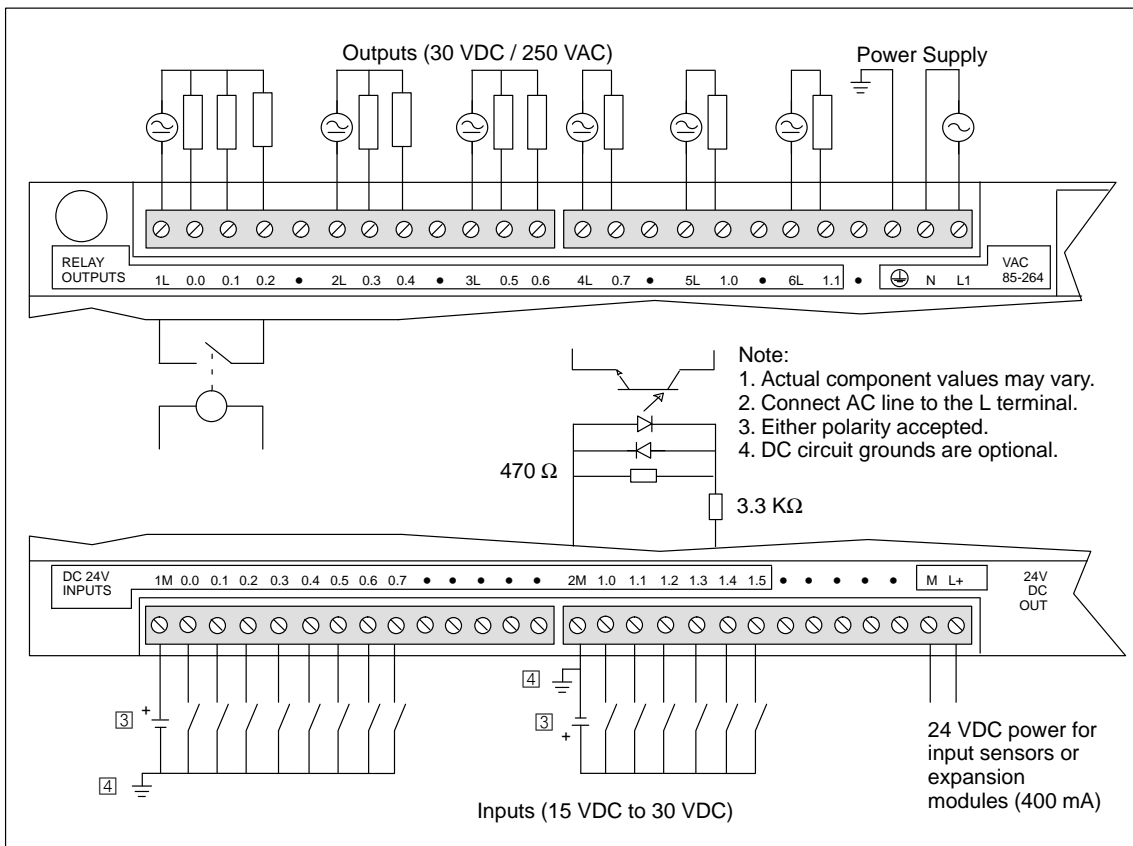 Outputs (30 VDC / 250 VAC)
Power Supply
RELAY
OUTPUTS
1L 0.0 0.1 0.2 • 2L 0.3 0.4 • 3L 0.5 0.6 4L 0.7 • 5L 1.0 • 6L 1.1 • N L1
VAC
85-264
Note:
1. Actual component values may vary.
2. Connect AC line to the L terminal.
3. Either polarity accepted.
4. DC circuit grounds are optional.
470 Ω
3.3 KΩ
DC 24V
INPUTS
1M 0.0 0.1 0.2 0.3 0.4 0.5 0.6 0.7 • • • • • 2M 1.0 1.1 1.2 1.3 1.4 1.5 • • • • • M L+
24V
DC
OUT
4
3 +
3
+
4
24 VDC power for
input sensors or
expansion
modules (400 mA)
Inputs (15 VDC to 30 VDC)